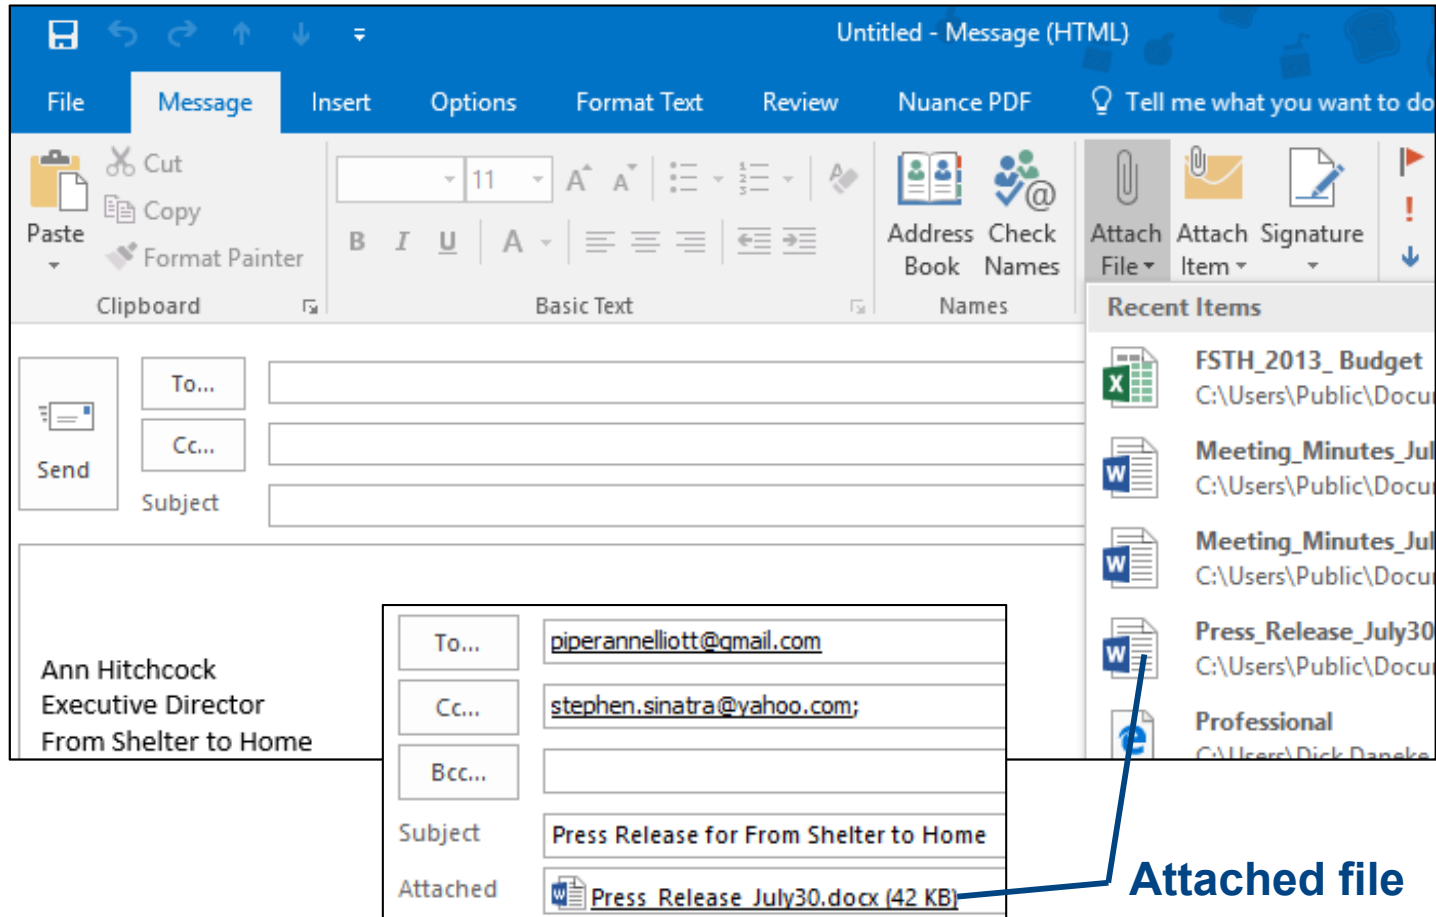 Untitled - Message (HTML)
File Message Insert Options Format Text Review Nuance PDF Tell me what you want to do
Paste
Cut
Copy
Format Painter
Clipboard
11
A A
B I U A
Basic Text
Address Book
Check Names
Names
Attach File
Attach Item
Signature
Recent Items
FSTH_2013_ Budget
C:\Users\Public\Docu
Meeting_Minutes_Jul
C:\Users\Public\Docu
Meeting_Minutes_Jul
C:\Users\Public\Docu
Press_Release_July30
C:\Users\Public\Docu
Professional
C:\Users\Dick Daneke
Send
To...
Cc...
Subject
Ann Hitchcock
Executive Director
From Shelter to Home
To... piperannelliott@gmail.com
Cc... stephen.sinatra@yahoo.com;
Bcc...
Subject Press Release for From Shelter to Home
Attached Press_Release_July30.docx (42 KB)
Attached file